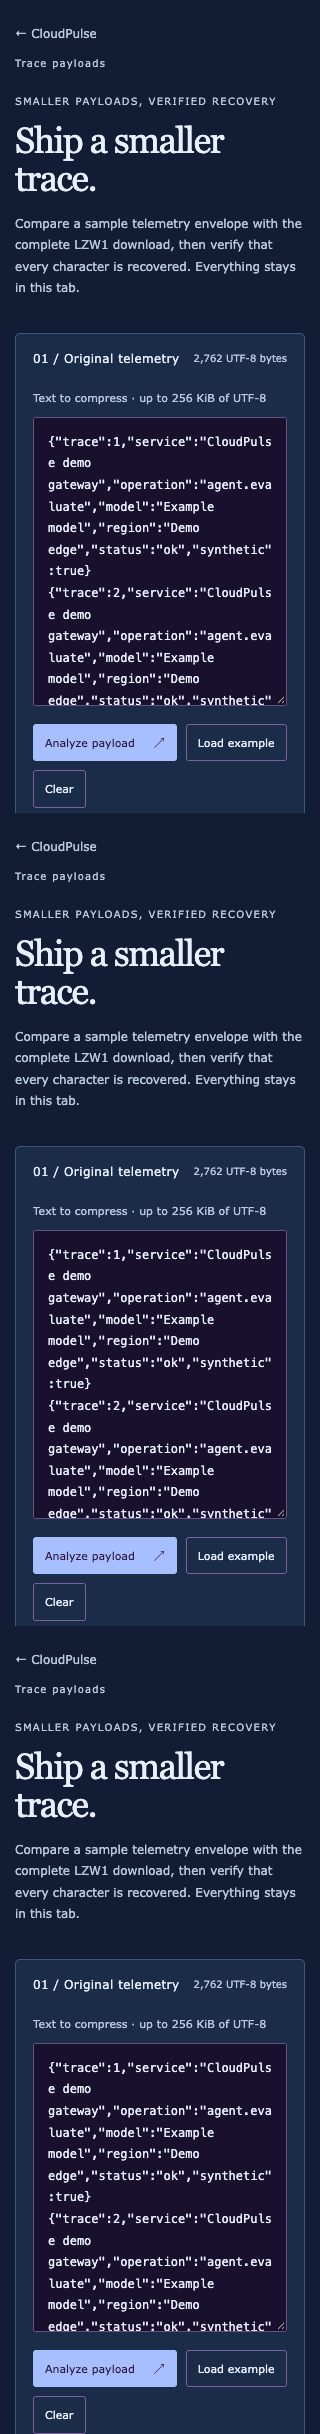 ← CloudPulse
Trace payloads
SMALLER PAYLOADS, VERIFIED RECOVERY
Ship a smaller
trace.
Compare a sample telemetry envelope with the
complete LZW1 download, then verify that
every character is recovered. Everything stays
in this tab.
01 / Original telemetry 2,762 UTF-8 bytes
Text to compress · up to 256 KiB of UTF-8
{"trace":1,"service":"CloudPuls
e demo
gateway","operation":"agent.eva
luate","model":"Example
model","region":"Demo
edge","status":"ok","synthetic"
:true}
{"trace":2,"service":"CloudPuls
e demo
gateway","operation":"agent.eva
luate","model":"Example
model","region":"Demo
edge","status":"ok","synthetic"
Analyze payload ↗ Load example
Clear
← CloudPulse
Trace payloads
SMALLER PAYLOADS, VERIFIED RECOVERY
Ship a smaller
trace.
Compare a sample telemetry envelope with the
complete LZW1 download, then verify that
every character is recovered. Everything stays
in this tab.
01 / Original telemetry 2,762 UTF-8 bytes
Text to compress · up to 256 KiB of UTF-8
{"trace":1,"service":"CloudPuls
e demo
gateway","operation":"agent.eva
luate","model":"Example
model","region":"Demo
edge","status":"ok","synthetic"
:true}
{"trace":2,"service":"CloudPuls
e demo
gateway","operation":"agent.eva
luate","model":"Example
model","region":"Demo
edge","status":"ok","synthetic"
Analyze payload ↗ Load example
Clear
← CloudPulse
Trace payloads
SMALLER PAYLOADS, VERIFIED RECOVERY
Ship a smaller
trace.
Compare a sample telemetry envelope with the
complete LZW1 download, then verify that
every character is recovered. Everything stays
in this tab.
01 / Original telemetry 2,762 UTF-8 bytes
Text to compress · up to 256 KiB of UTF-8
{"trace":1,"service":"CloudPuls
e demo
gateway","operation":"agent.eva
luate","model":"Example
model","region":"Demo
edge","status":"ok","synthetic"
:true}
{"trace":2,"service":"CloudPuls
e demo
gateway","operation":"agent.eva
luate","model":"Example
model","region":"Demo
edge","status":"ok","synthetic"
Analyze payload ↗ Load example
Clear